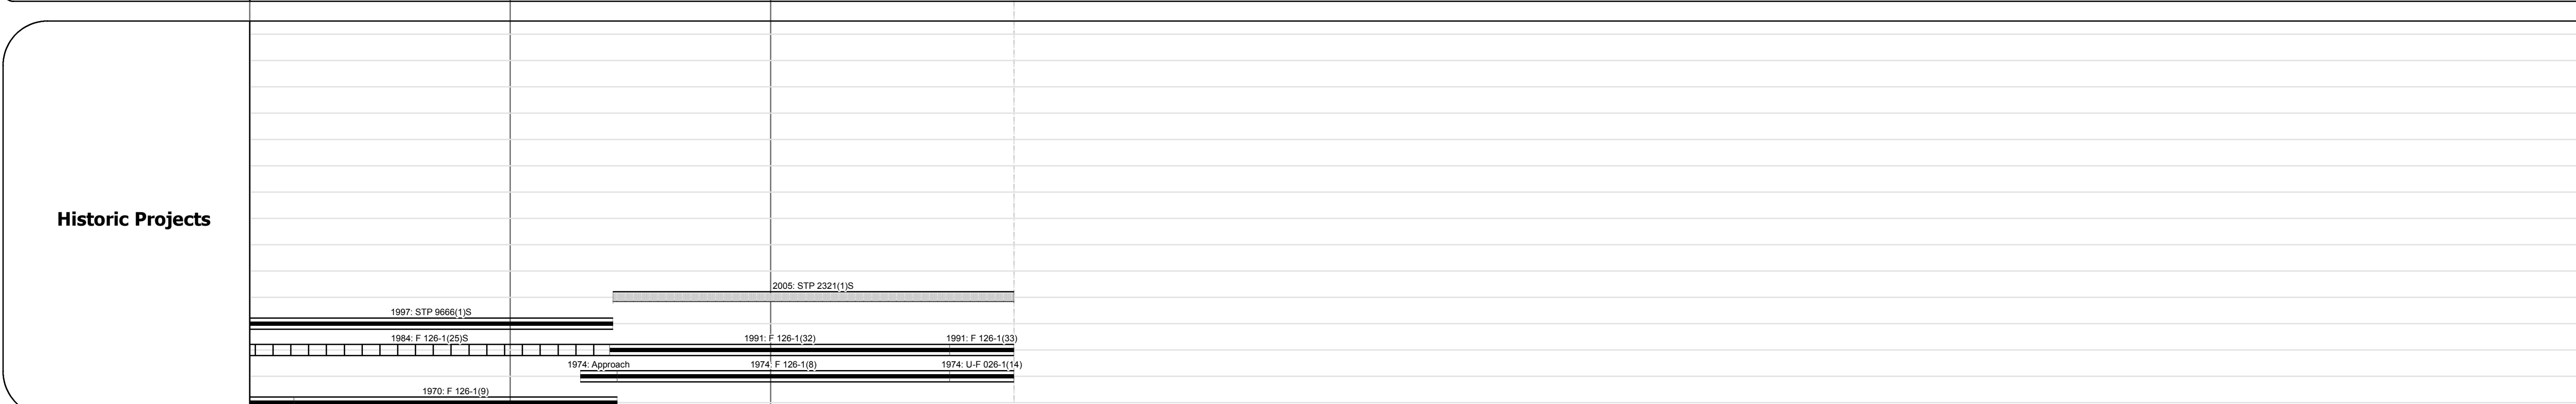 Historic Projects
2005: STP 2321(1)S
1997: STP 9666(1)S
1984: F 126-1(25)S
1991: F 126-1(32)
1991: F 126-1(33)
1974: Approach
1974: F 126-1(8)
1974: U-F 026-1(14)
1970: F 126-1(9)